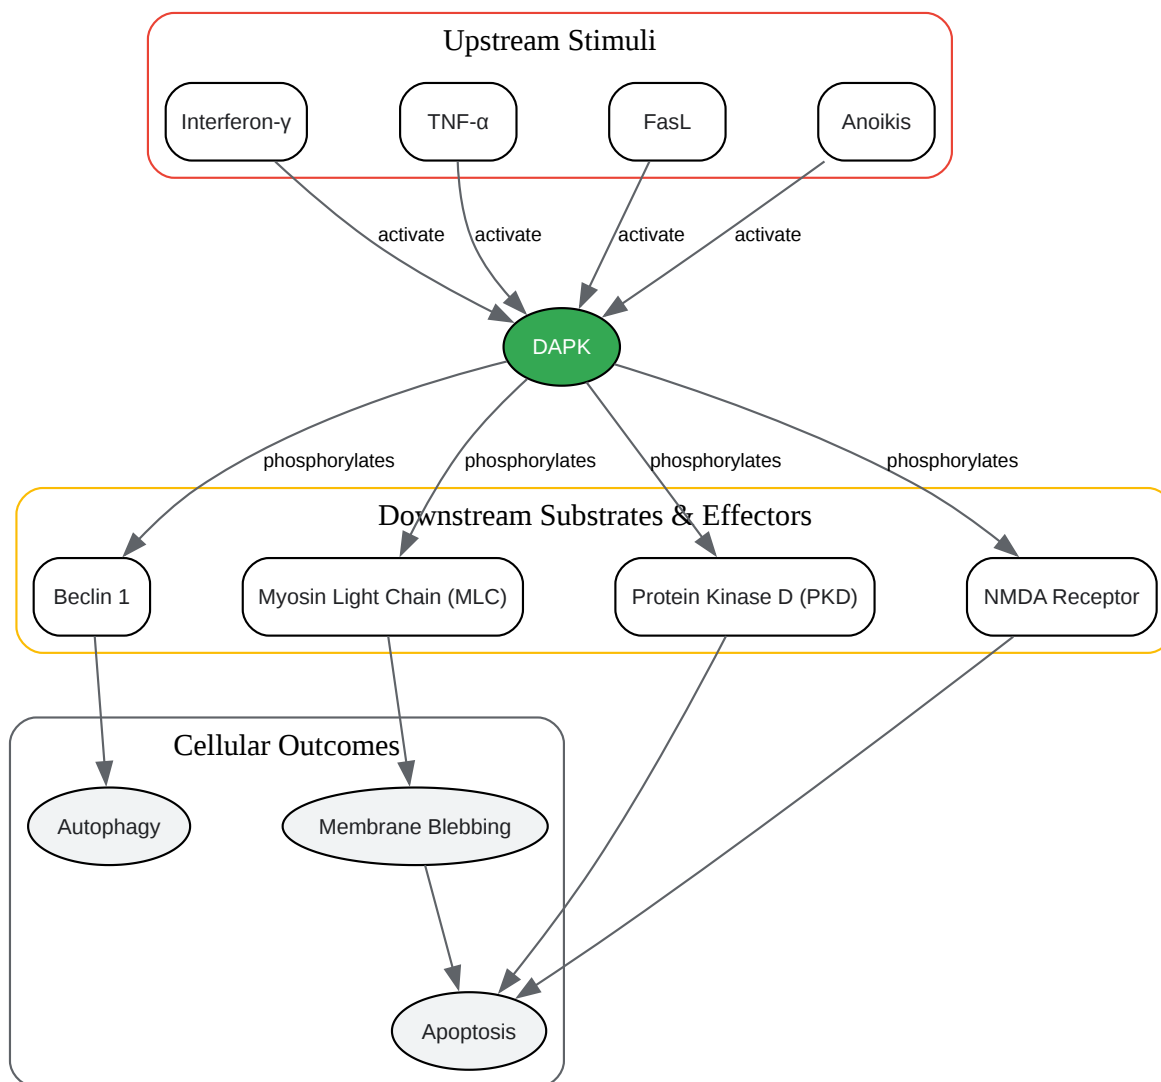 Upstream Stimuli
Interferon-γ
TNF-α
FasL
Anoikis
activate
activate
activate
activate
DAPK
phosphorylates
phosphorylates
phosphorylates
phosphorylates
Downstream Substrates & Effectors
Beclin 1
Myosin Light Chain (MLC)
Protein Kinase D (PKD)
NMDA Receptor
Cellular Outcomes
Autophagy
Membrane Blebbing
Apoptosis